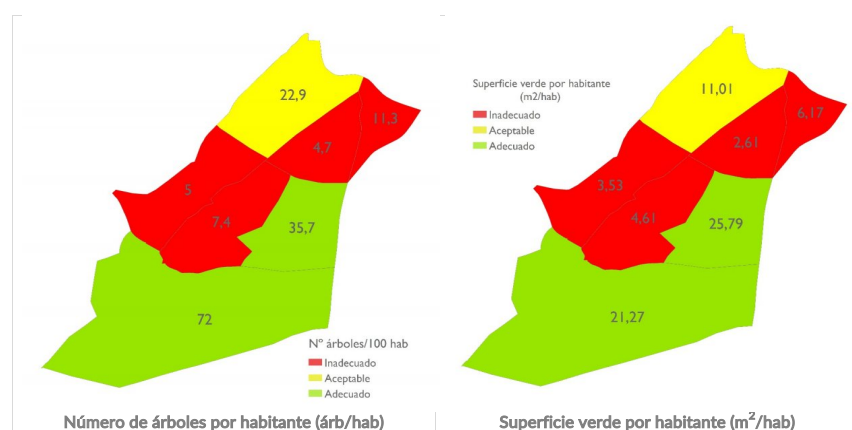 22,9
11,3
4,7
5
7,4
35,7
72
Nº árboles/100 hab
Inadecuado
Aceptable
Adecuado
Número de árboles por habitante (árb/hab)
Superficie verde por habitante
(m2/hab)
Inadecuado
Aceptable
Adecuado
11,01
6,17
2,61
3,53
4,61
25,79
21,27
Superficie verde por habitante (m²/hab)